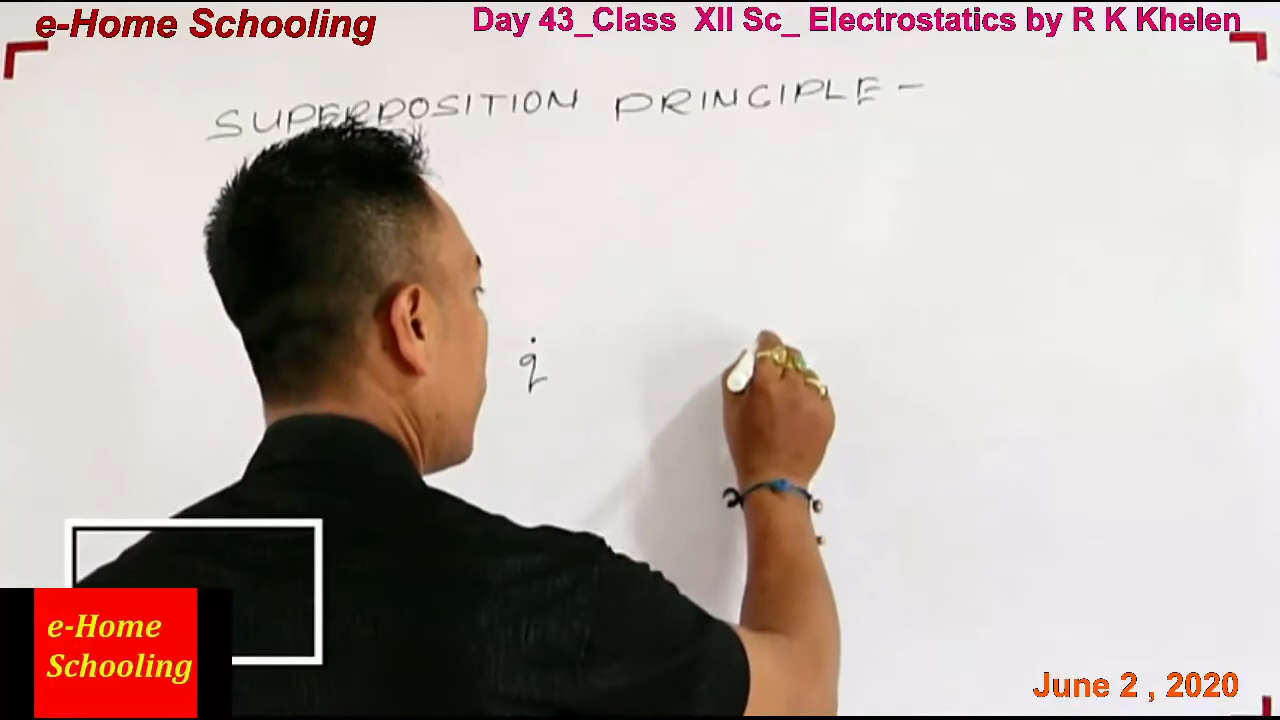 e-Home Schooling
Day 43_Class XII Sc_ Electrostatics by R K Khelen
SUPERPOSITION PRINCIPLE -
q
e-Home
Schooling
June 2 , 2020